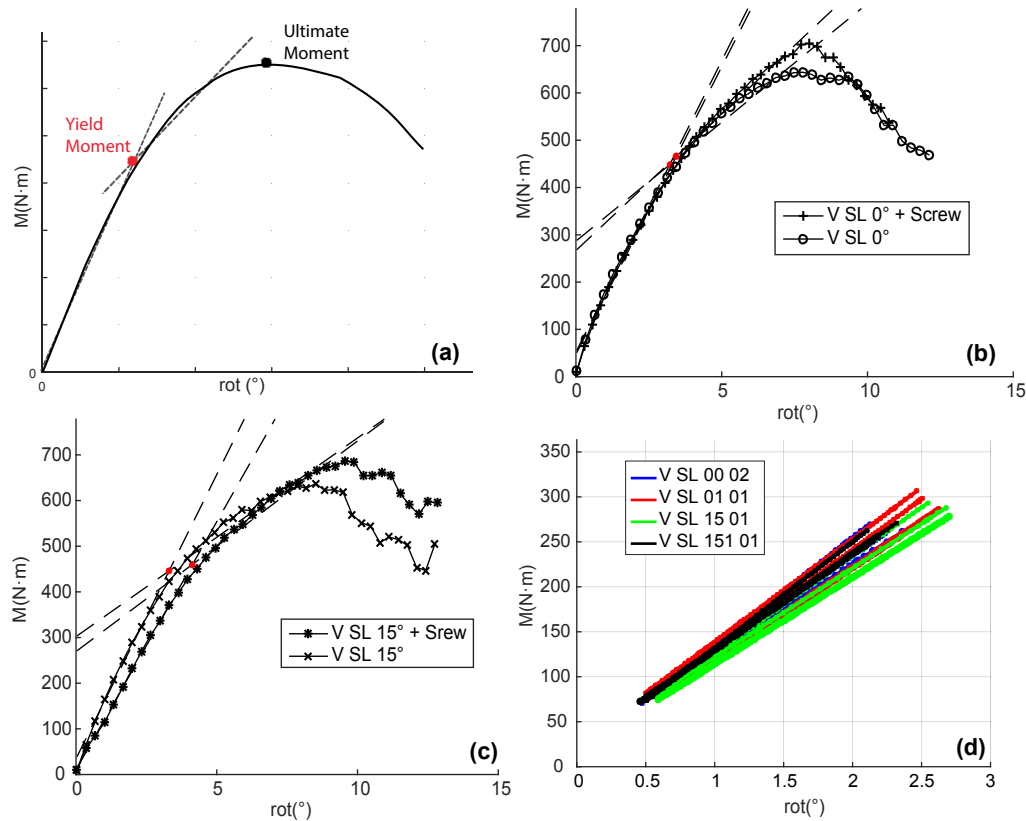 Ultimate
Moment
Yield
Moment
M(N·m)
0
0
rot (°)
(a)
700
600
500
400
300
200
100
0
M(N·m)
V SL 0° + Screw
V SL 0°
0
5
10
15
rot(°)
(b)
700
600
500
400
300
200
100
0
M(N·m)
V SL 15° + Srew
V SL 15°
0
5
10
15
rot(°)
(c)
350
300
250
200
150
100
50
0
M(N·m)
V SL 00 02
V SL 01 01
V SL 15 01
V SL 151 01
0
0.5
1
1.5
2
2.5
3
rot(°)
(d)